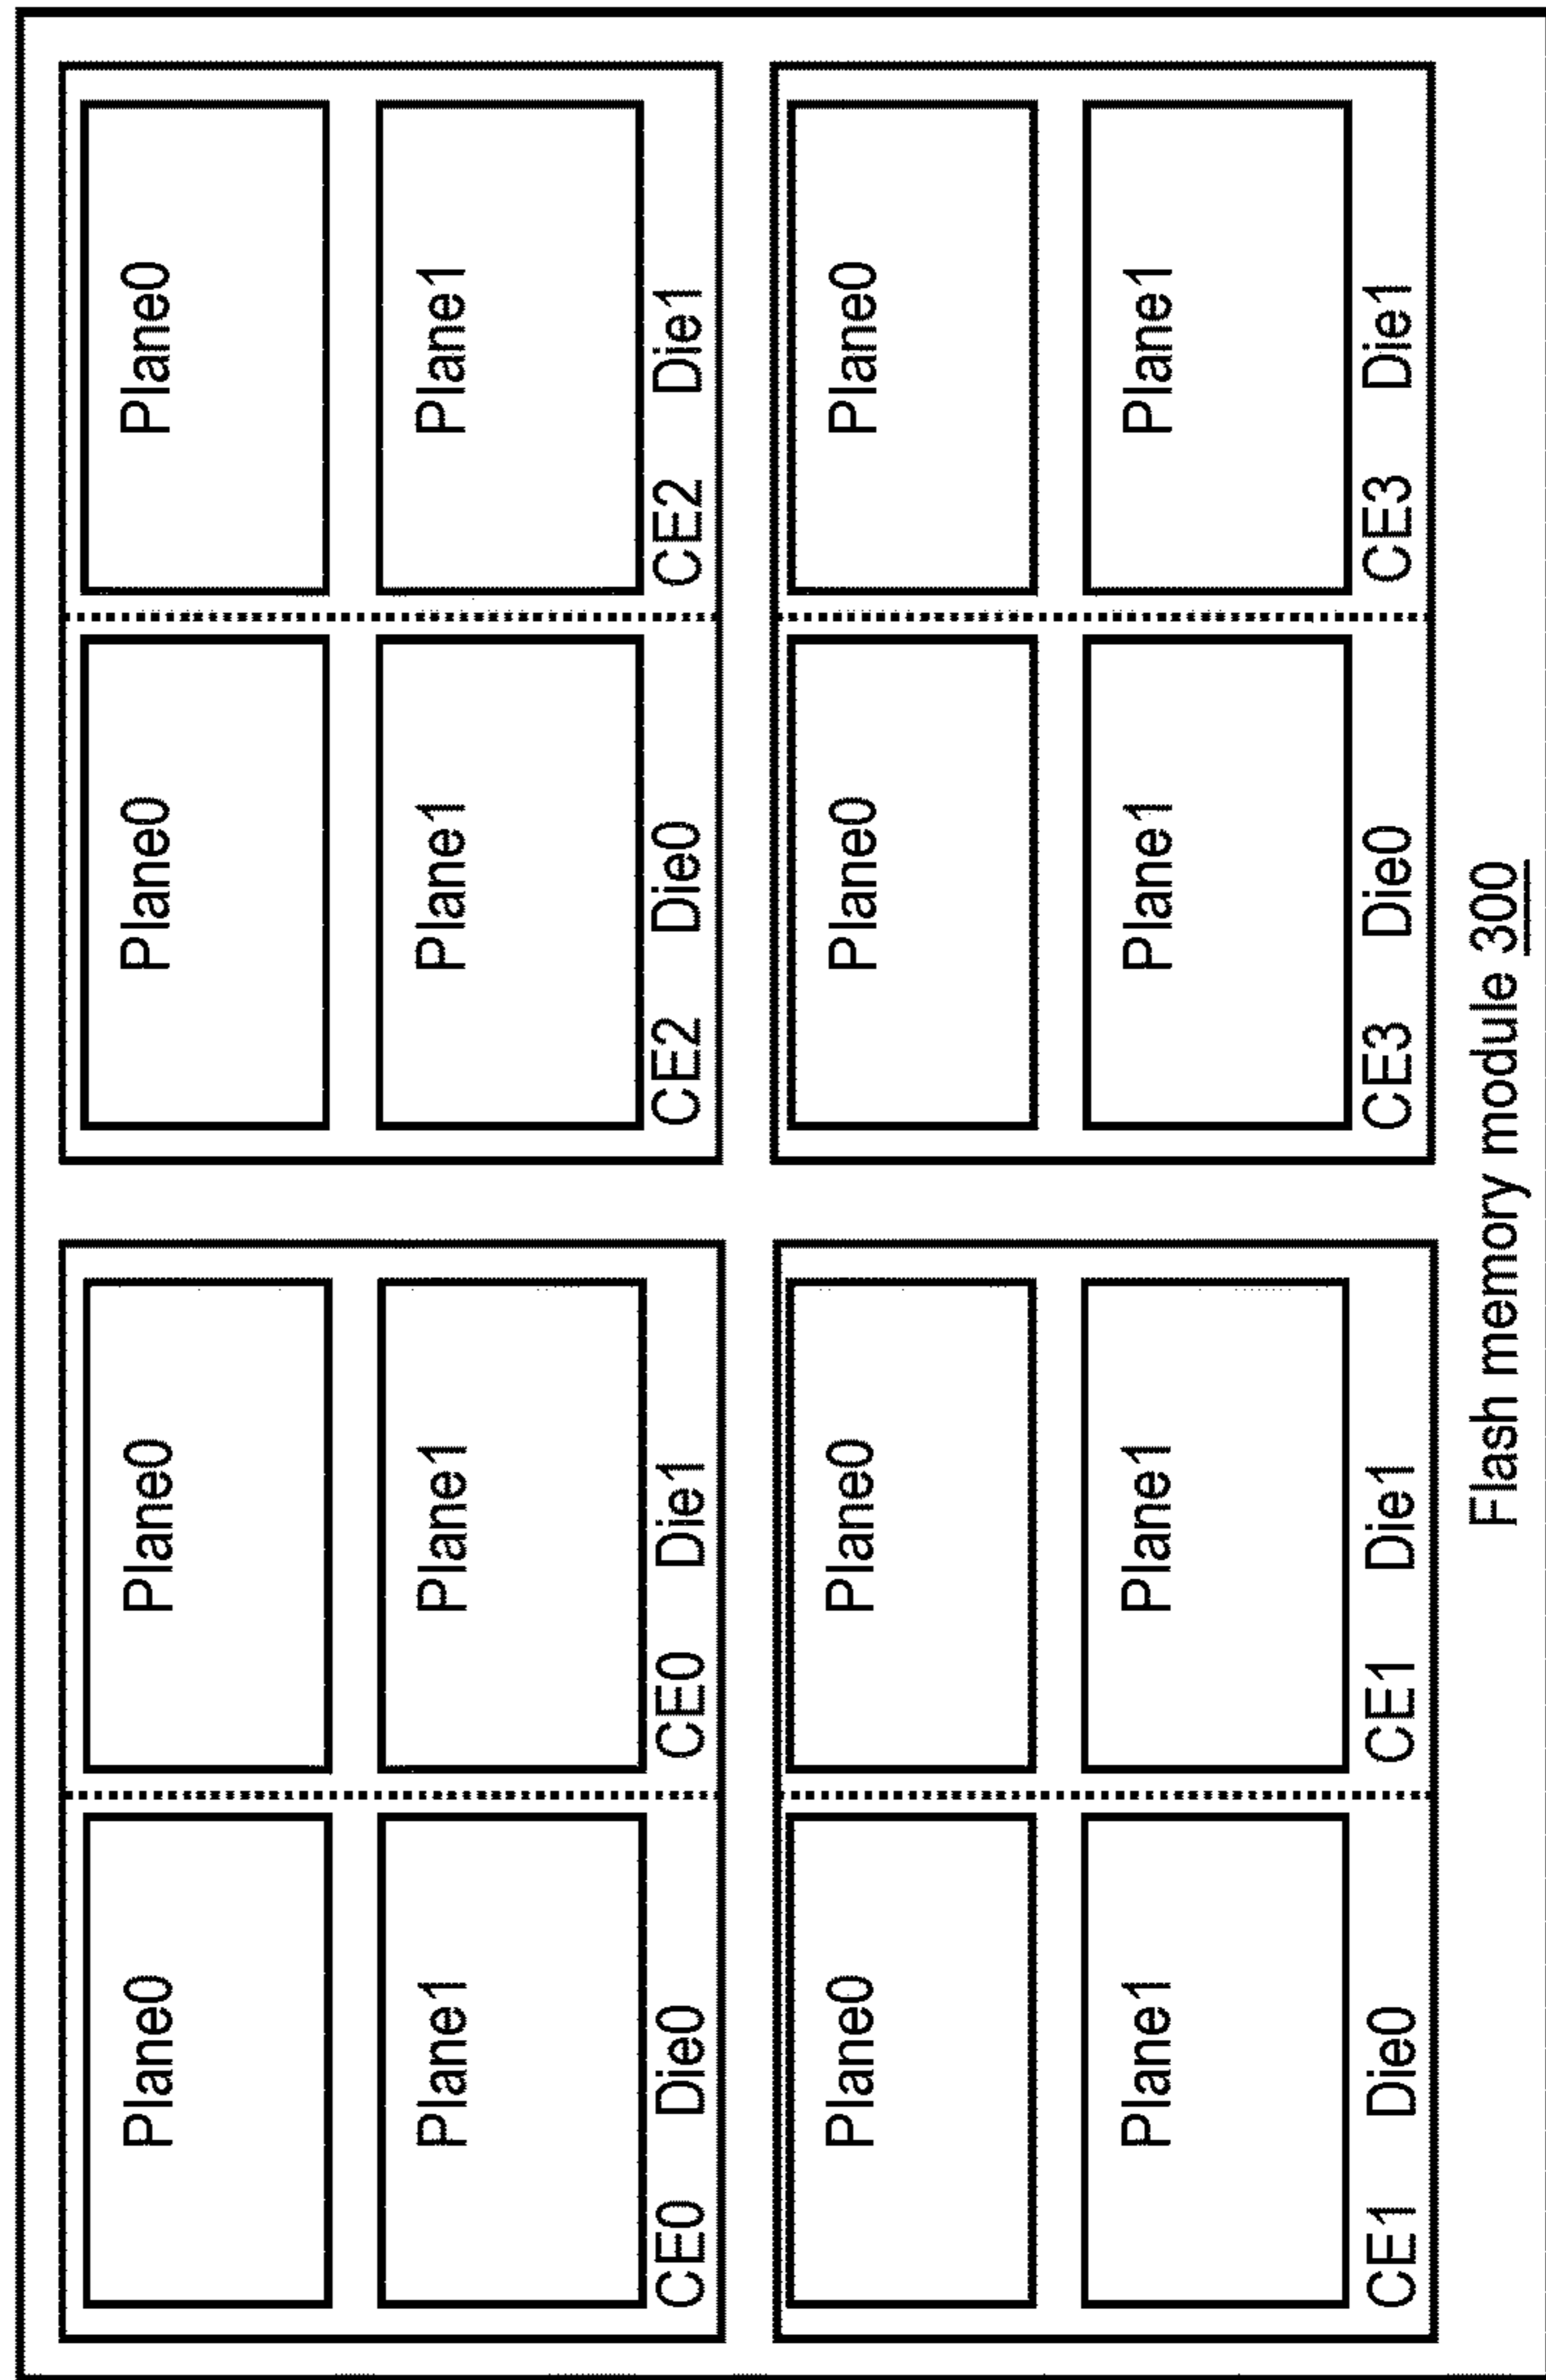 Plane0
Plane1
CE0 Die0
Plane0
Plane1
CE0 Die1
Plane0
Plane1
CE2 Die0
Plane0
Plane1
CE2 Die1
Plane0
Plane1
CE1 Die0
Plane0
Plane1
CE1 Die1
Plane0
Plane1
CE3 Die0
Plane0
Plane1
CE3 Die1
Flash memory module 300